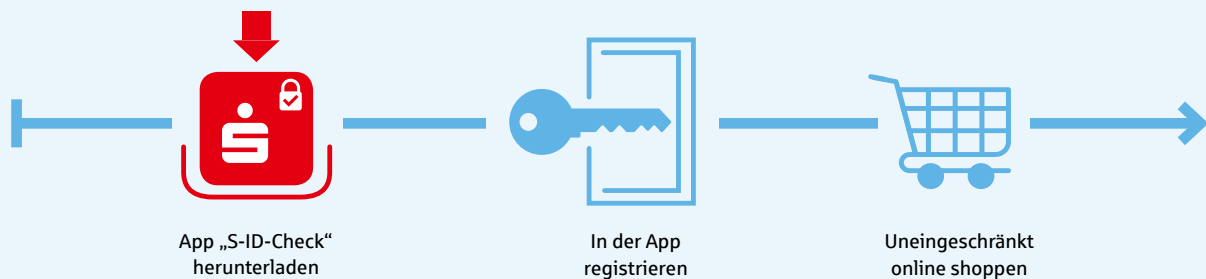 App „S-ID-Check“
herunterladen
In der App
registrieren
Uneingeschränkt
online shoppen